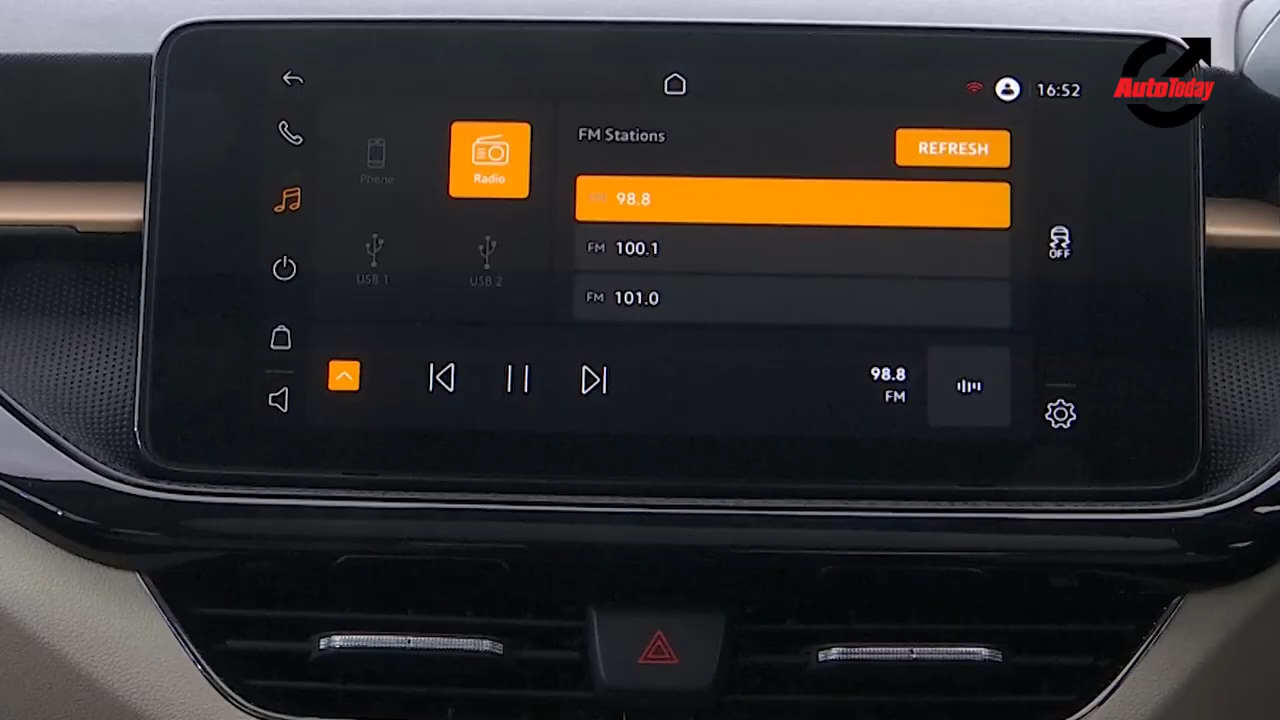 16:52
AutoToday
FM Stations
REFRESH
Phone
Radio
FM 98.8
FM 100.1
FM 101.0
USB 1
USB 2
OFF
98.8
FM